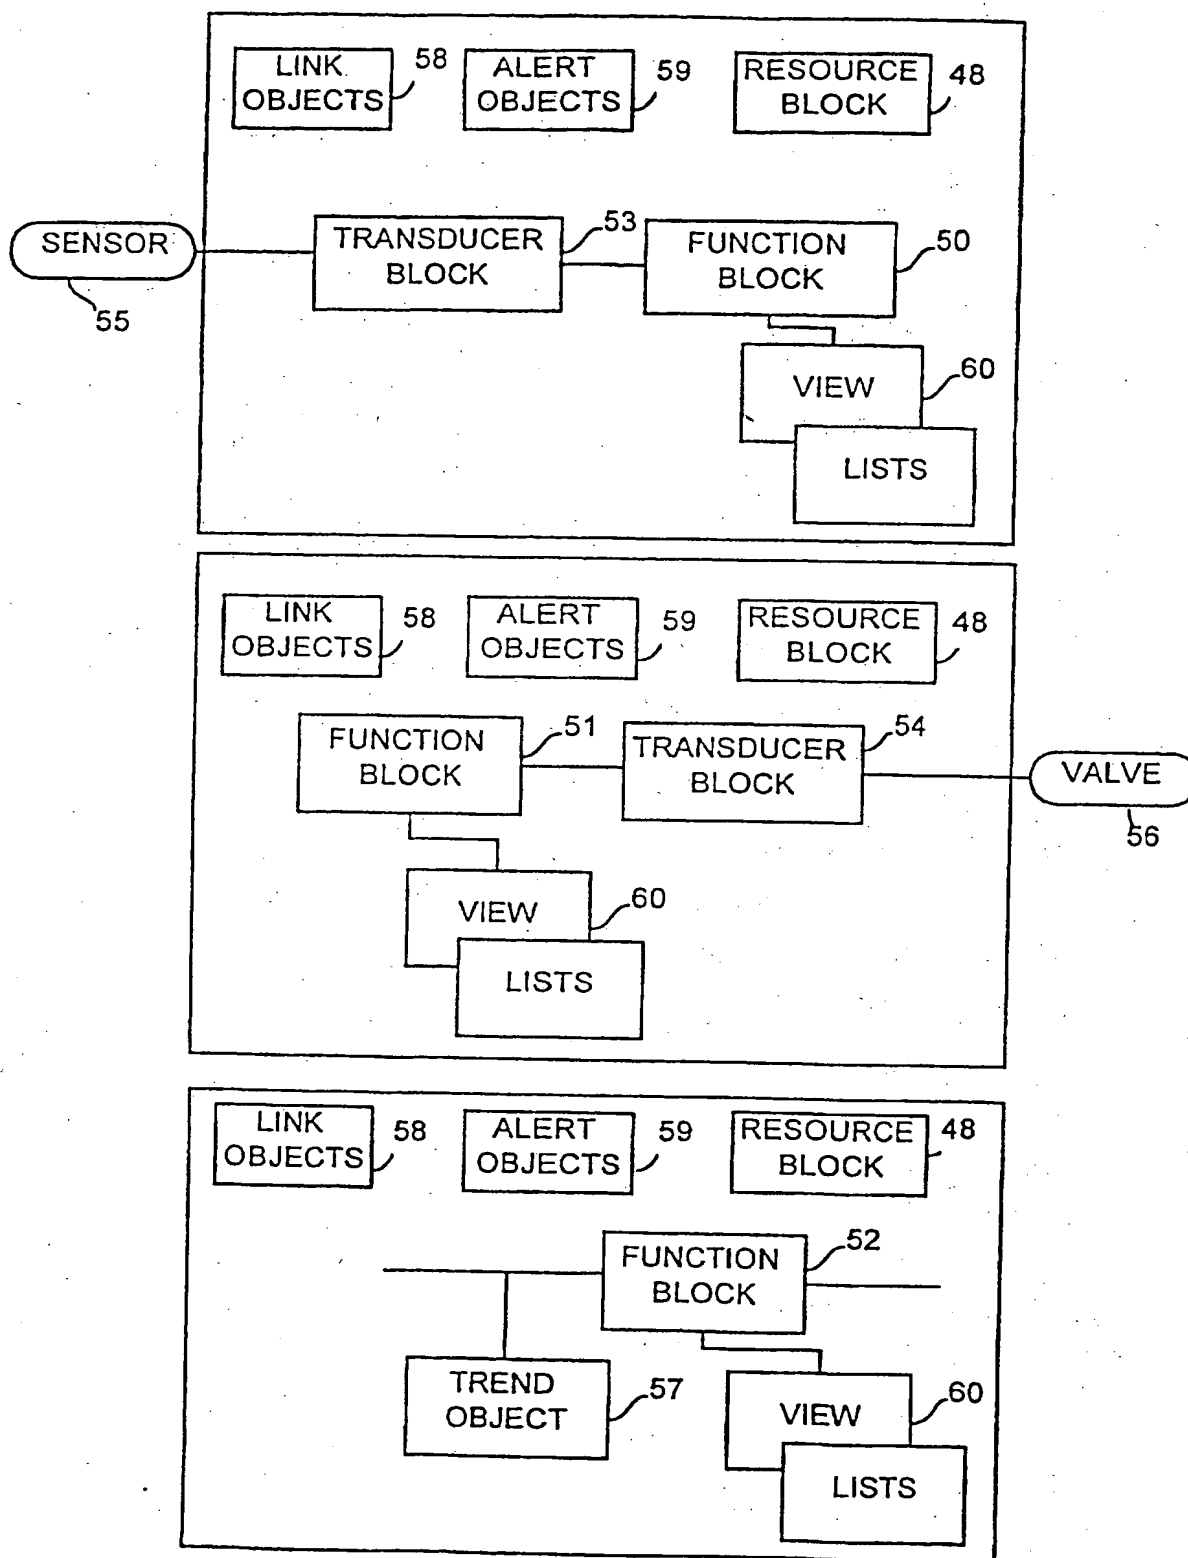 LINK
OBJECTS
58
ALERT
OBJECTS
59
RESOURCE
BLOCK
48
SENSOR
55
TRANSDUCER
BLOCK
53
FUNCTION
BLOCK
50
VIEW
60
LISTS
LINK
OBJECTS
58
ALERT
OBJECTS
59
RESOURCE
BLOCK
48
FUNCTION
BLOCK
51
TRANSDUCER
BLOCK
54
VALVE
56
VIEW
60
LISTS
LINK
OBJECTS
58
ALERT
OBJECTS
59
RESOURCE
BLOCK
48
FUNCTION
BLOCK
52
TREND
OBJECT
57
VIEW
60
LISTS